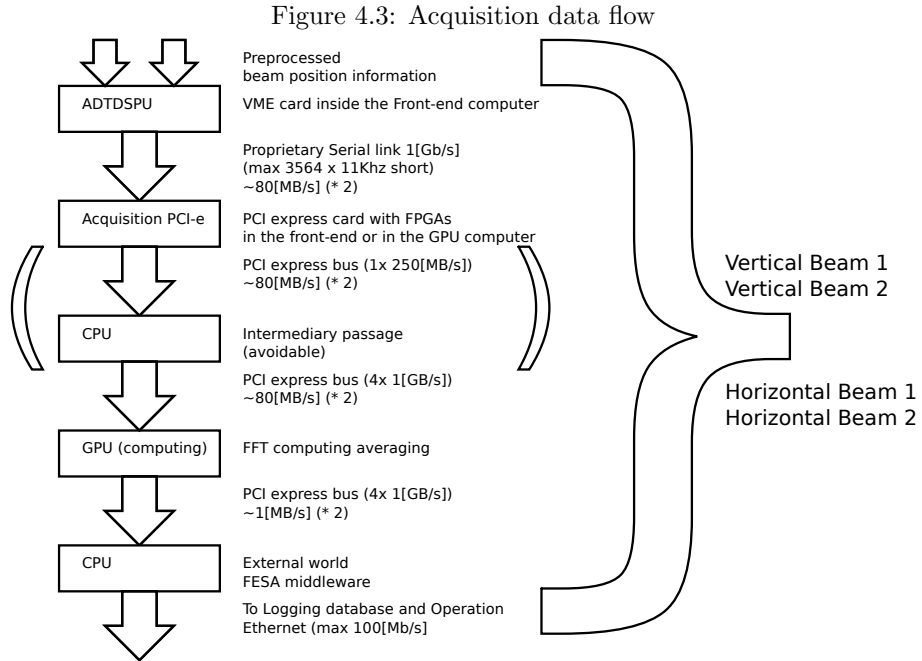 Figure 4.3: Acquisition data flow
Preprocessed
beam position information
ADTDSPU
VME card inside the Front-end computer
Proprietary Serial link 1[Gb/s]
(max 3564 x 11Khz short)
~80[MB/s] (* 2)
Acquisition PCI-e
PCI express card with FPGAs
in the front-end or in the GPU computer
PCI express bus (1x 250[MB/s])
~80[MB/s] (* 2)
CPU
Intermediary passage
(avoidable)
PCI express bus (4x 1[GB/s])
~80[MB/s] (* 2)
GPU (computing)
FFT computing averaging
PCI express bus (4x 1[GB/s])
~1[MB/s] (* 2)
CPU
External world
FESA middleware
To Logging database and Operation
Ethernet (max 100[Mb/s]
Vertical Beam 1
Vertical Beam 2
Horizontal Beam 1
Horizontal Beam 2